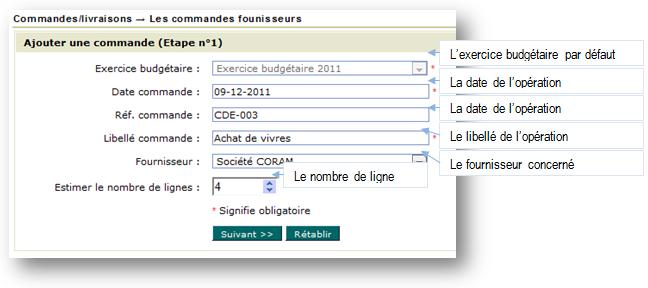 Commandes/livraisons → Les commandes founisseurs
Ajouter une commande (Etape n°1)
Exercice budgétaire : Exercice budgétaire 2011 * L'exercice budgétaire par défaut
Date commande : 09-12-2011 * La date de l'opération
Réf. commande : CDE-003 La date de l'opération
Libellé commande : Achat de vivres * Le libellé de l'opération
Fournisseur : Société CORAM Le fournisseur concerné
Estimer le nombre de lignes : 4 Le nombre de ligne
* Signifie obligatoire
Suivant >> Rétablir